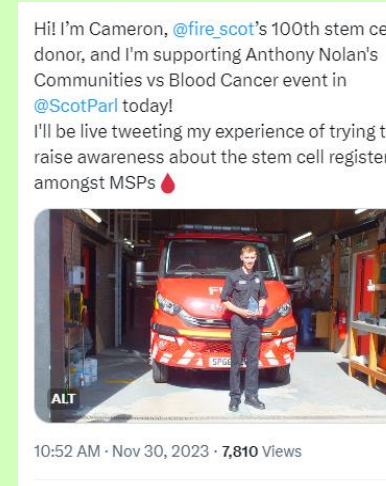 Hi! I’m Cameron, @fire_scot’s 100th stem ce
donor, and I'm supporting Anthony Nolan's
Communities vs Blood Cancer event in
@ScotParl today!
I'll be live tweeting my experience of trying t
raise awareness about the stem cell register
amongst MSPs
ALT
10:52 AM · Nov 30, 2023 · 7,810 Views